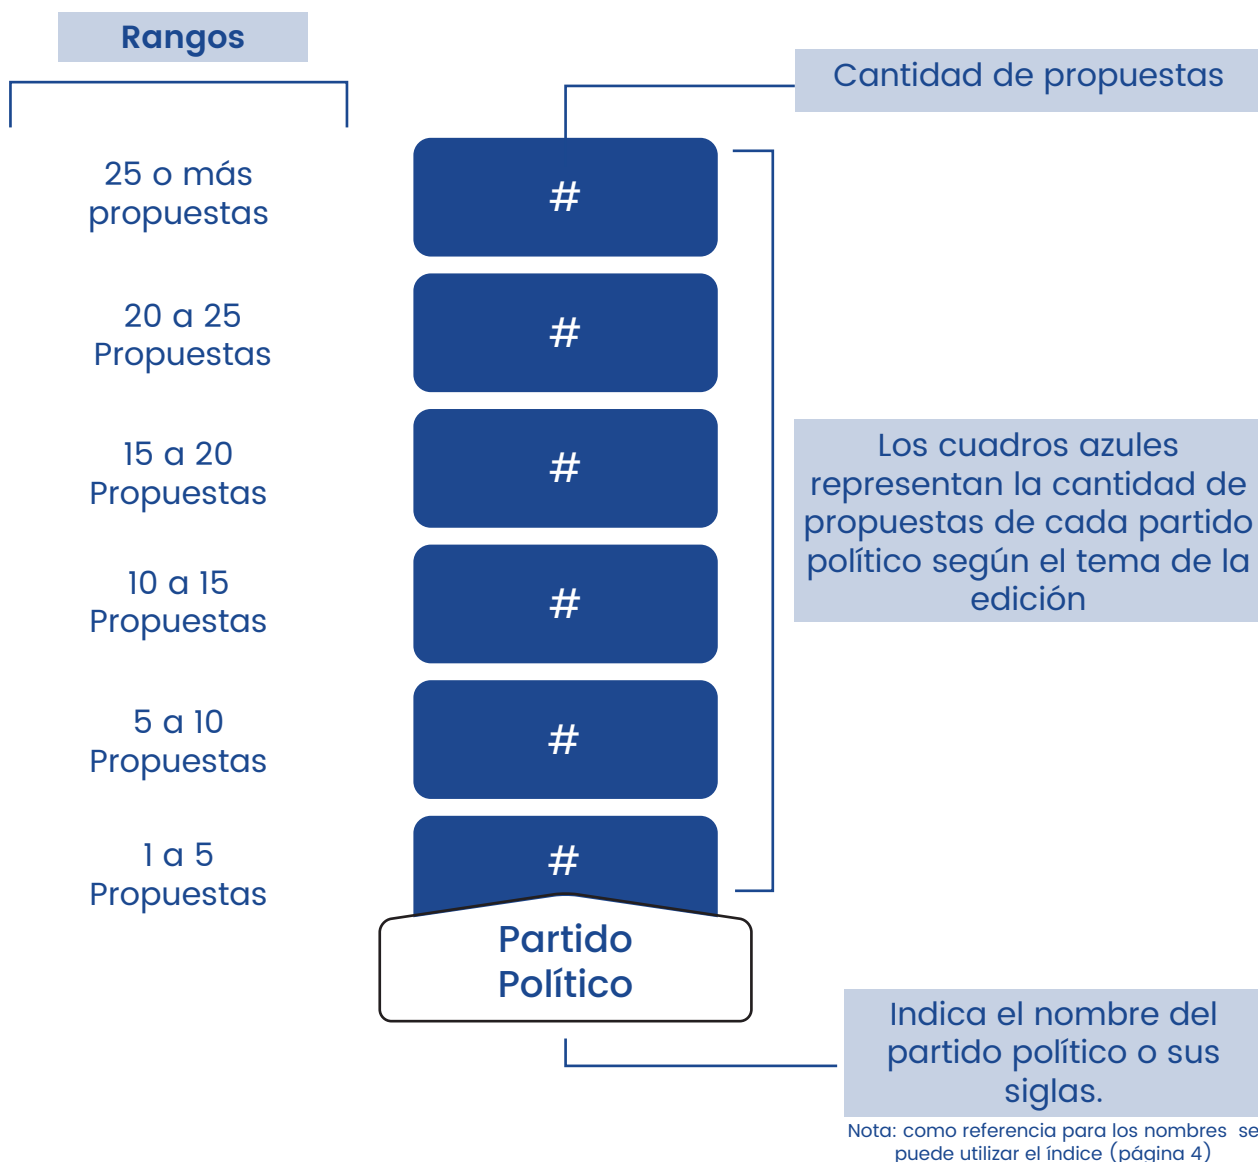 Rangos
Cantidad de propuestas
25 o más
propuestas
#
20 a 25
Propuestas
#
15 a 20
Propuestas
#
Los cuadros azules
representan la cantidad de
propuestas de cada partido
político según el tema de la
edición
10 a 15
Propuestas
#
5 a 10
Propuestas
#
1 a 5
Propuestas
#
Partido
Político
Indica el nombre del
partido político o sus
siglas.
Nota: como referencia para los nombres se
puede utilizar el índice (página 4)